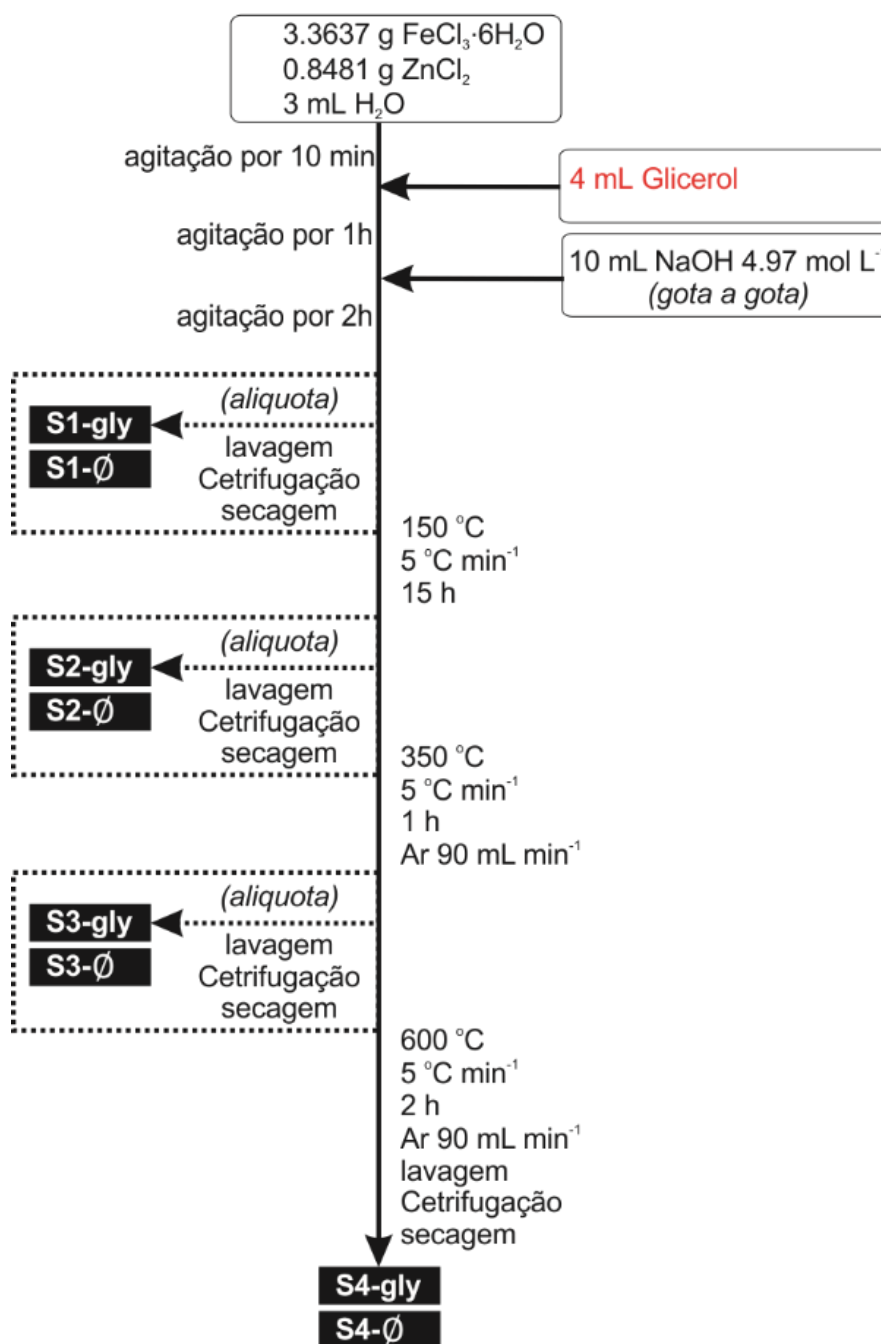 3.3637 g FeCl₃·6H₂O
0.8481 g ZnCl₂
3 mL H₂O
agitação por 10 min
4 mL Glicerol
agitação por 1h
10 mL NaOH 4.97 mol L⁻¹
(gota a gota)
agitação por 2h
(aliquota)
S1-gly
S1-Ø
lavagem
Cetrifugação
secagem
150 °C
5 °C min⁻¹
15 h
(aliquota)
S2-gly
S2-Ø
lavagem
Cetrifugação
secagem
350 °C
5 °C min⁻¹
1 h
Ar 90 mL min⁻¹
(aliquota)
S3-gly
S3-Ø
lavagem
Cetrifugação
secagem
600 °C
5 °C min⁻¹
2 h
Ar 90 mL min⁻¹
lavagem
Cetrifugação
secagem
S4-gly
S4-Ø